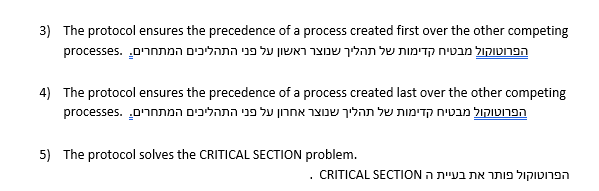 3) The protocol ensures the precedence of a process created first over the other competing
processes. הפרוטוקול מבטיח קדימות של תהליך שנוצר ראשון על פני התהליכים המתחרים.
4) The protocol ensures the precedence of a process created last over the other competing
processes. הפרוטוקול מבטיח קדימות של תהליך שנוצר אחרון על פני התהליכים המתחרים.
5) The protocol solves the CRITICAL SECTION problem.
הפרוטוקול פותר את בעיית ה CRITICAL SECTION .